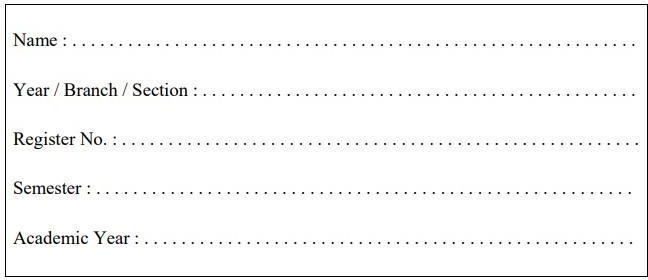 Name : . . . . . . . . . . . . . . . . . . . . . . . . . . . . . . . . . . . . . . . . . . . . . . . . . . . . . . . . . . . . .
Year / Branch / Section : . . . . . . . . . . . . . . . . . . . . . . . . . . . . . . . . . . . . . . . . . . . . . . .
Register No. : . . . . . . . . . . . . . . . . . . . . . . . . . . . . . . . . . . . . . . . . . . . . . . . . . . . . . . . .
Semester : . . . . . . . . . . . . . . . . . . . . . . . . . . . . . . . . . . . . . . . . . . . . . . . . . . . . . . . . . .
Academic Year : . . . . . . . . . . . . . . . . . . . . . . . . . . . . . . . . . . . . . . . . . . . . . . . . . . . . .